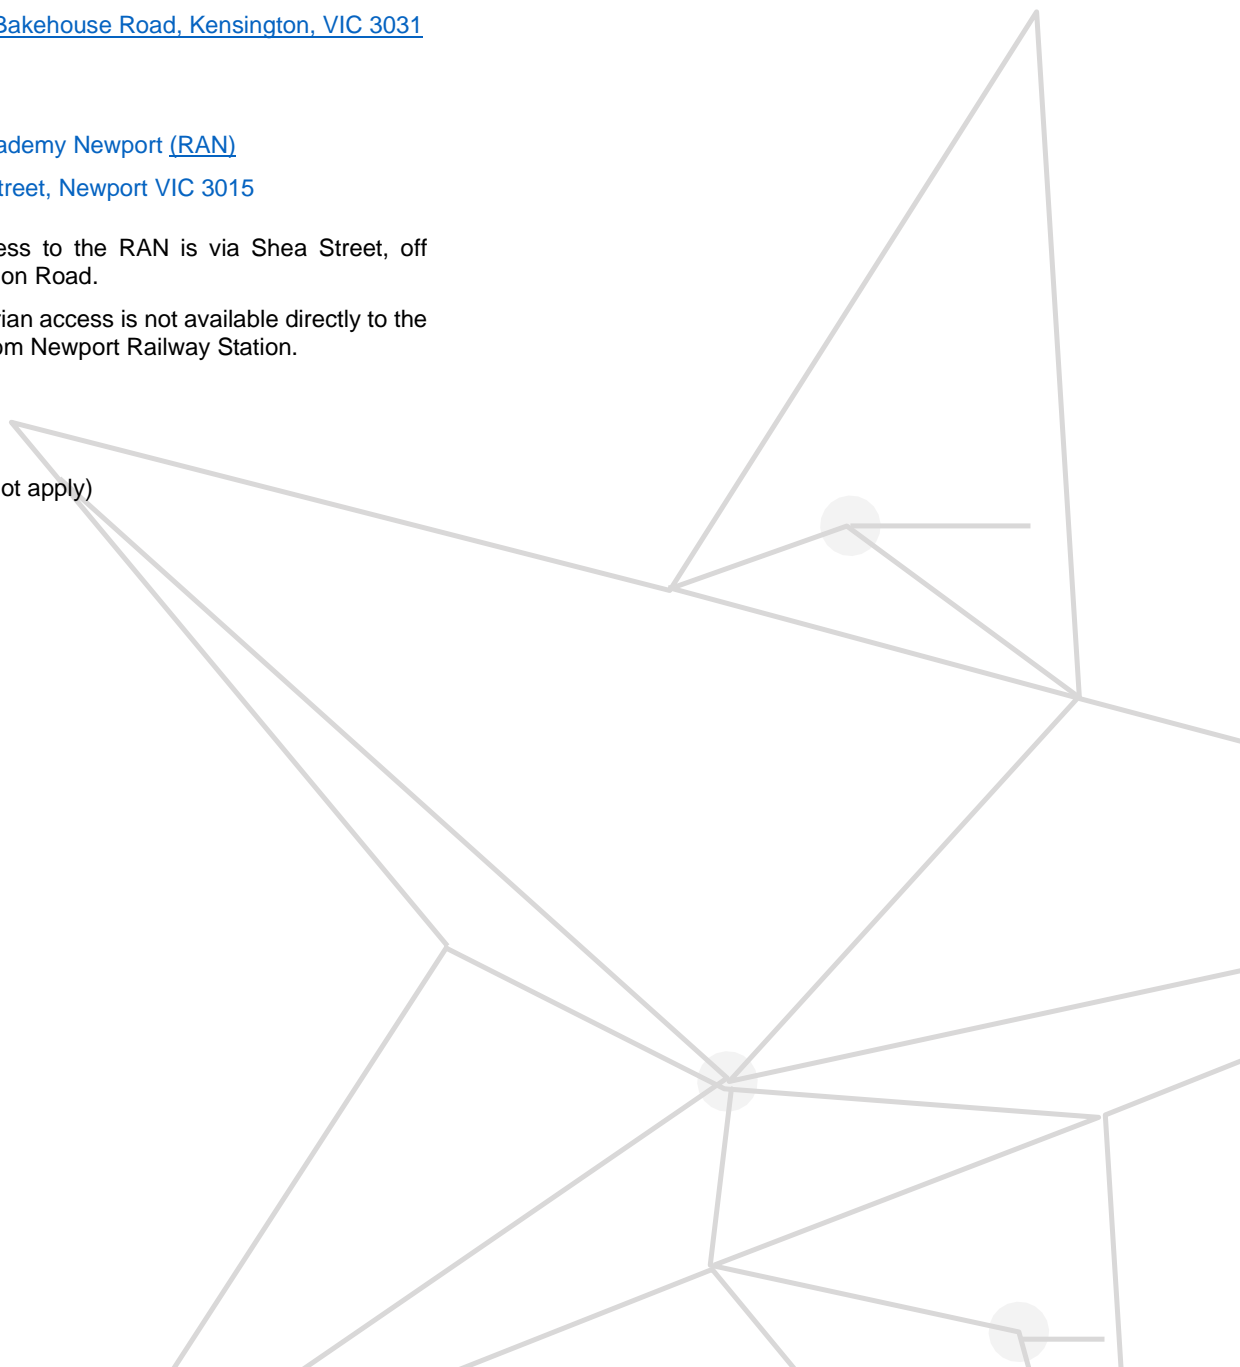 Bakehouse Road, Kensington, VIC 3031
ademy Newport (RAN)
treet, Newport VIC 3015
ess to the RAN is via Shea Street, off
on Road.
ian access is not available directly to the
om Newport Railway Station.
ot apply)